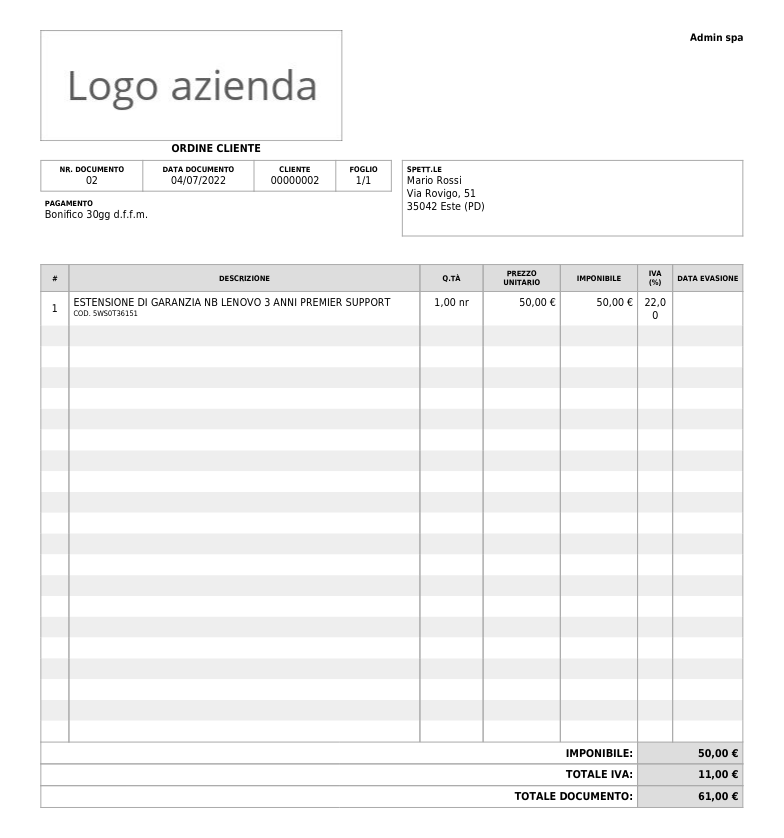 Logo azienda
Admin spa
ORDINE CLIENTE
NR. DOCUMENTO DATA DOCUMENTO CLIENTE FOGLIO
02 04/07/2022 00000002 1/1
PAGAMENTO
Bonifico 30gg d.f.f.m.
SPETT.LE
Mario Rossi
Via Rovigo, 51
35042 Este (PD)
# DESCRIZIONE Q.TÀ PREZZO UNITARIO IMPONIBILE IVA (%) DATA EVASIONE
1 ESTENSIONE DI GARANZIA NB LENOVO 3 ANNI PREMIER SUPPORT 1,00 nr 50,00 € 50,00 € 22,00
COD. 5WS0T36151
IMPONIBILE: 50,00 €
TOTALE IVA: 11,00 €
TOTALE DOCUMENTO: 61,00 €